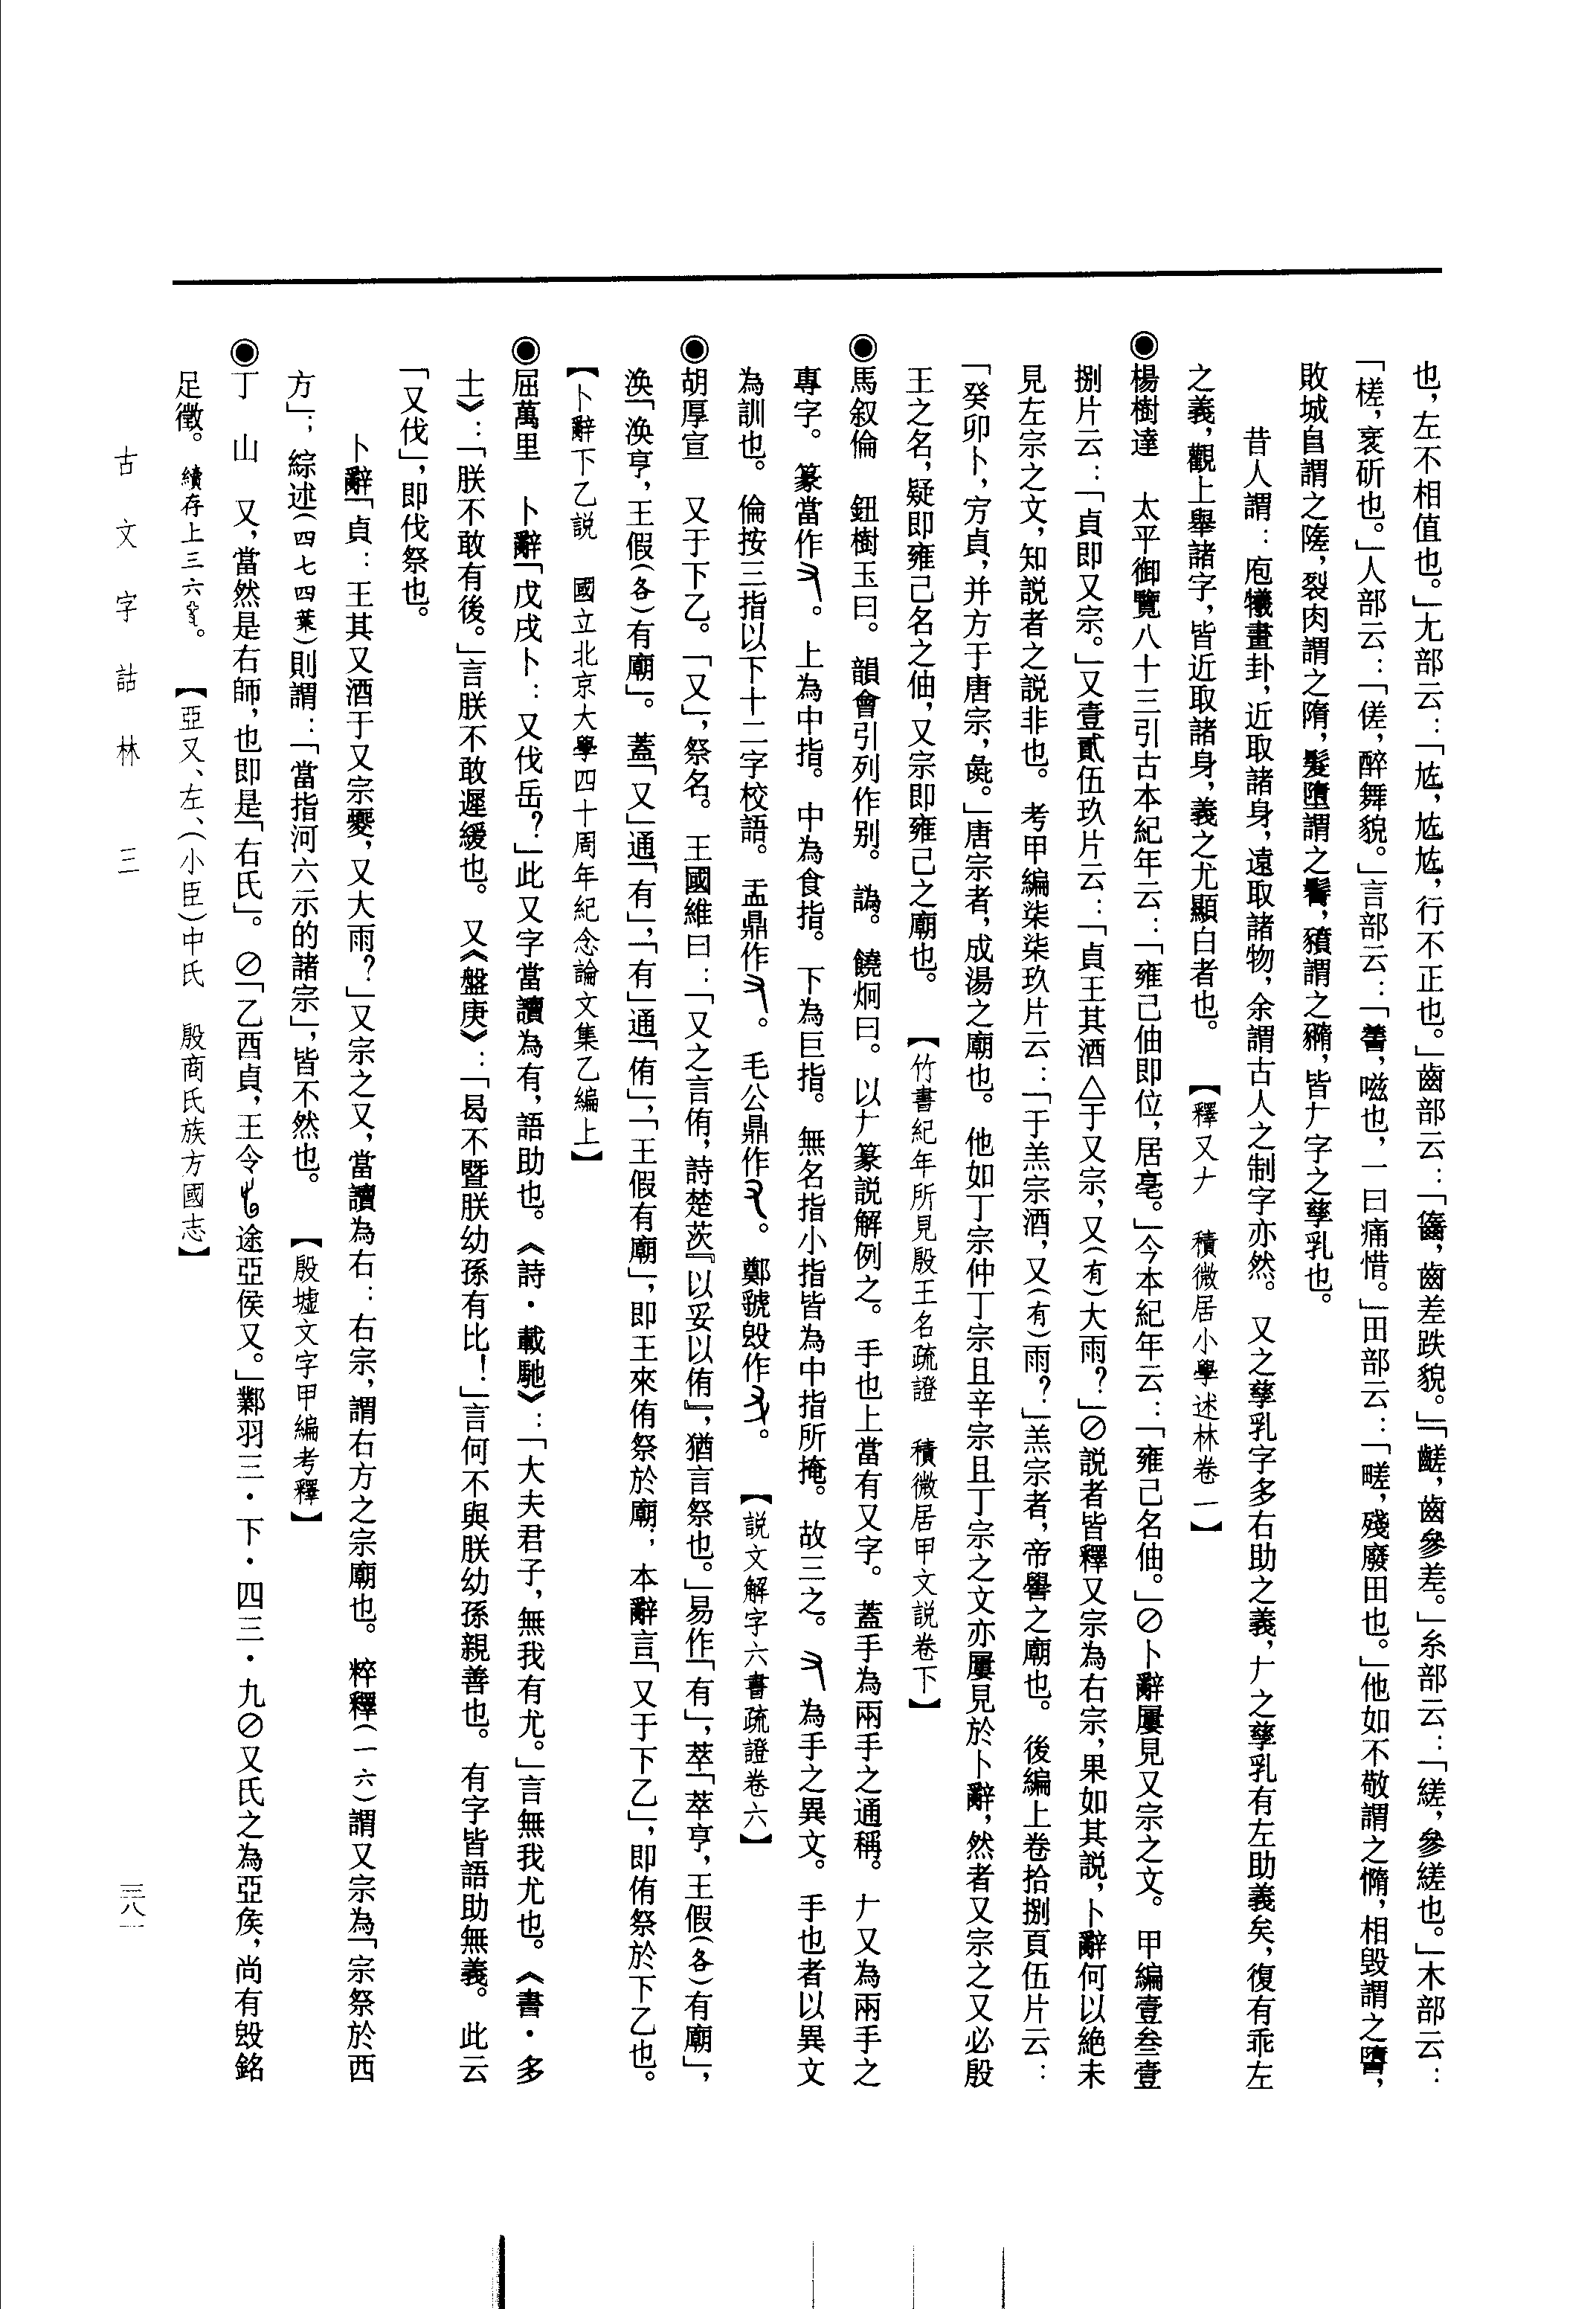 也，左不相值也。」尢部云：「尪，尪尪，行不正也。」齒部云：「齹，齒差跌貌。」「齹，齒參差。」糸部云：「縒，參縒也。」木部云：
「槎，衺斫也。」人部云：「傞，醉舞貌。」言部云：「𧪘，嗞也，一曰痛惜。」田部云：「畻，殘廢田也。」他如不敬謂之惰，相毁謂之
敗城𨸏謂之隓，裂肉謂之隋，髮墮謂之鬌，豶謂之䝐，皆𠂇字之孳乳也。
昔人謂：庖犧畫卦，近取諸身，遠取諸物，余謂古人之制字亦然。又之孳乳字多右助之義，𠂇之孳乳有左助義矣，復有乖左
之義，觀上舉諸字，皆近取諸身，義之尤顯白者也。【釋又𠂇　積微居小學述林卷一】
◉楊樹達　太平御覽八十三引古本紀年云：「雍己伷即位，居亳。」今本紀年云：「雍己名伷。」⊘卜辭屢見又宗之文。甲編壹叁壹
捌片云：「貞即又宗。」又壹貳伍玖片云：「貞王其酒△于又宗，又（有）大雨？」⊘説者皆釋又宗為右宗，果如其説，卜辭何以絶未
見左宗之文，知説者之説非也。考甲編柒柒玖片云：「于羔宗酒，又（有）雨？」羔宗者，帝嚳之廟也。後編上卷拾捌頁伍片云：
「癸卯卜，𡧊貞，井方于唐宗，彘。」唐宗者，成湯之廟也。他如丁宗仲丁宗且辛宗且丁宗之文亦屢見於卜辭，然者又宗之又必殷
王之名，疑即雍己名之伷，又宗即雍己之廟也。【竹書紀年所見殷王名疏證　積微居甲文説卷下】
◉馬叙倫　鈕樹玉曰。韻會引列作别。譌。饒炯曰。以𠂇篆説解例之。手也上當有又字。蓋手為兩手之通稱。𠂇又為兩手之
專字。篆當作。上為中指。中為食指。下為巨指。無名指小指皆為中指所掩。故三之。為手之異文。手也者以異文
為訓也。倫按三指以下十二字校語。盂鼎作。毛公鼎作。鄭虢𣪘作。【説文解字六書疏證卷六】
◉胡厚宣　又于下乙。「又」，祭名。王國維曰：「又之言侑，詩楚茨『以妥以侑』，猶言祭也。」易作「有」，萃「萃亨，王假（各）有廟」，
渙「渙亨，王假（各）有廟」。蓋「又」通「有」，「有」通「侑」，「王假有廟」，即王來侑祭於廟；本辭言「又于下乙」，即侑祭於下乙也。
【卜辭下乙説　國立北京大學四十周年紀念論文集乙編上】
◉屈萬里　卜辭「戊戌卜：又伐岳？」此又字當讀為有，語助也。《詩·載馳》：「大夫君子，無我有尤。」言無我尤也。《書·多
士》：「朕不敢有後。」言朕不敢遲緩也。又《盤庚》：「曷不暨朕幼孫有比！」言何不與朕幼孫親善也。有字皆語助無義。此云
「又伐」，即伐祭也。
卜辭「貞：王其又酒于又宗夒，又大雨？」又宗之又，當讀為右：右宗，謂右方之宗廟也。粹釋（一六）謂又宗為「宗祭於西
方」；綜述（四七四葉）則謂：「當指河六示的諸宗」，皆不然也。【殷墟文字甲編考釋】
◉丁　山　又，當然是右師，也即是「右氏」。⊘「乙酉貞，王令途亞侯又。」鄴羽三·下·四三·九⊘又氏之為亞矦，尚有𣪘銘
足徵。續存上三六。【亞又、左、（小臣）中氏　殷商氏族方國志】
古文字詁林　三
三八一